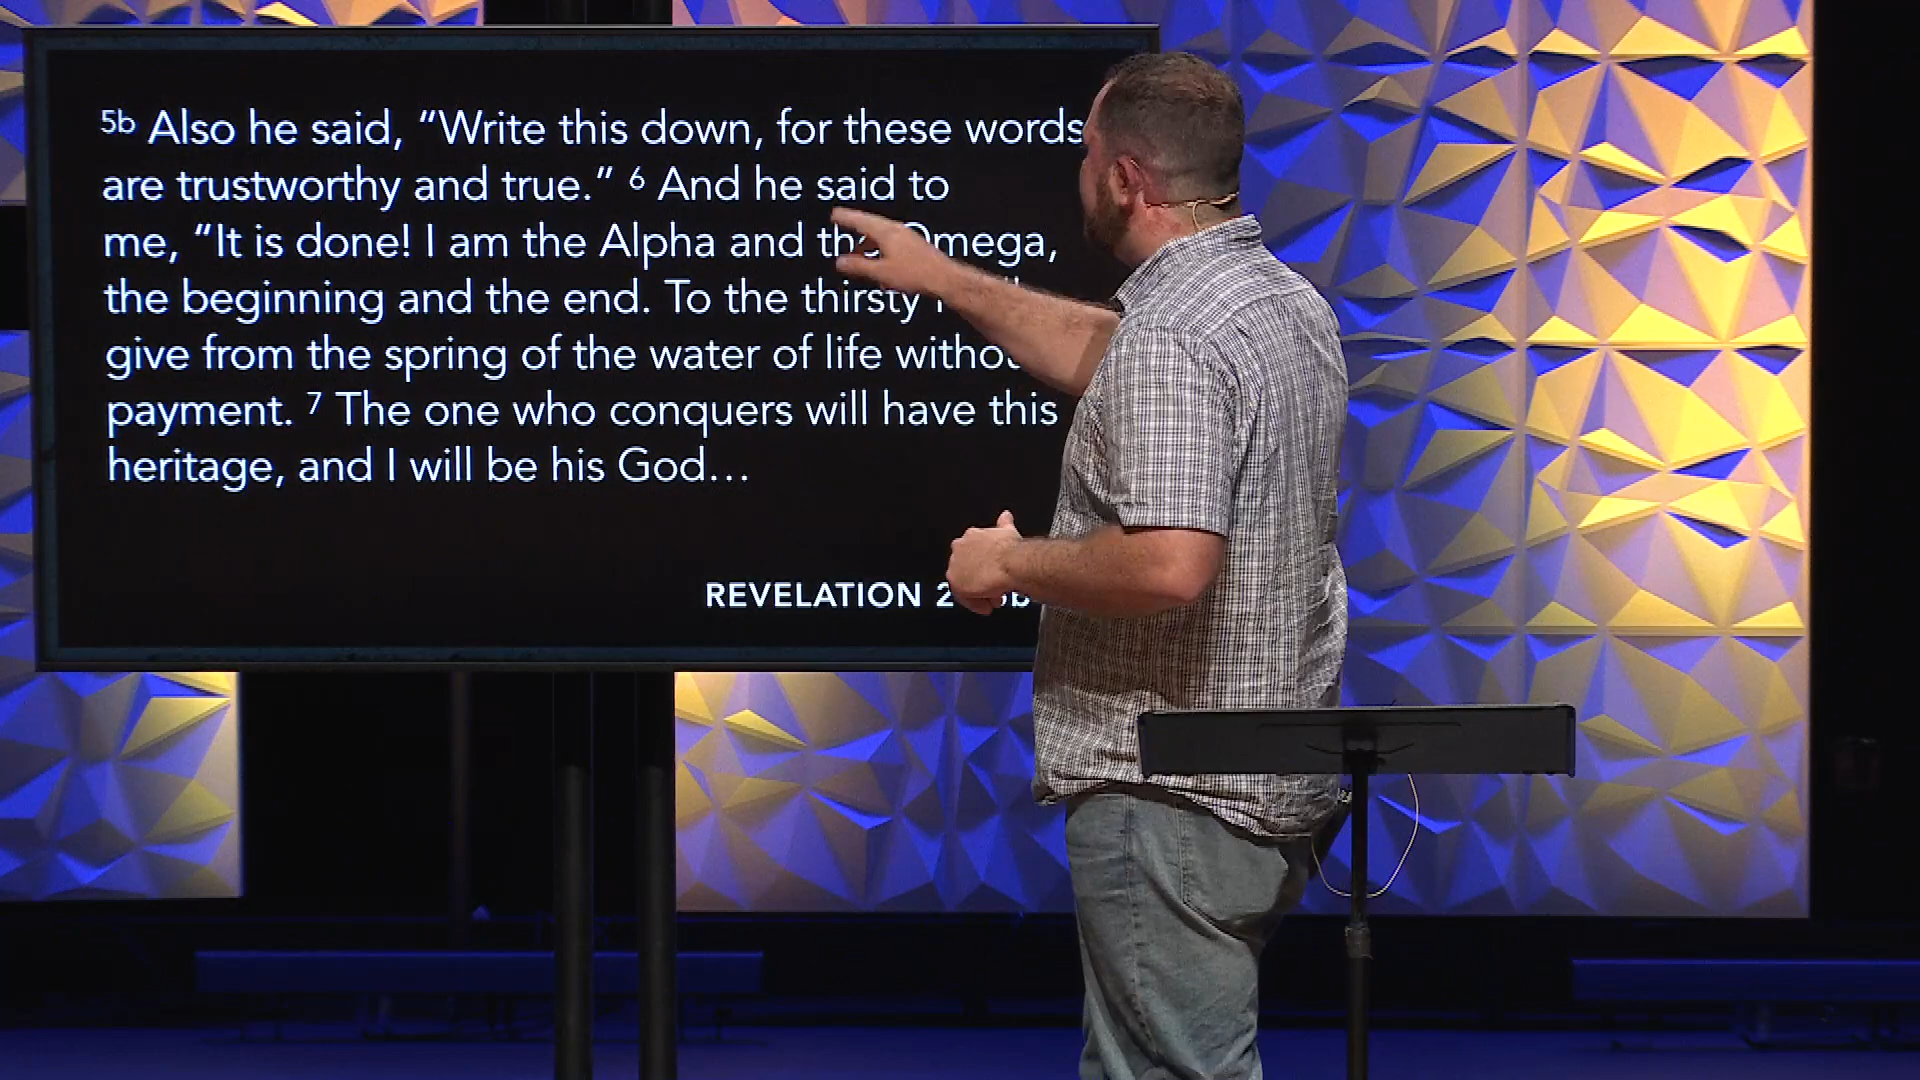 5b Also he said, “Write this down, for these words
are trustworthy and true.” 6 And he said to
me, “It is done! I am the Alpha and the Omega,
the beginning and the end. To the thirsty I
give from the spring of the water of life
payment. 7 The one who conquers will have this
heritage, and I will be his God…
REVELATION